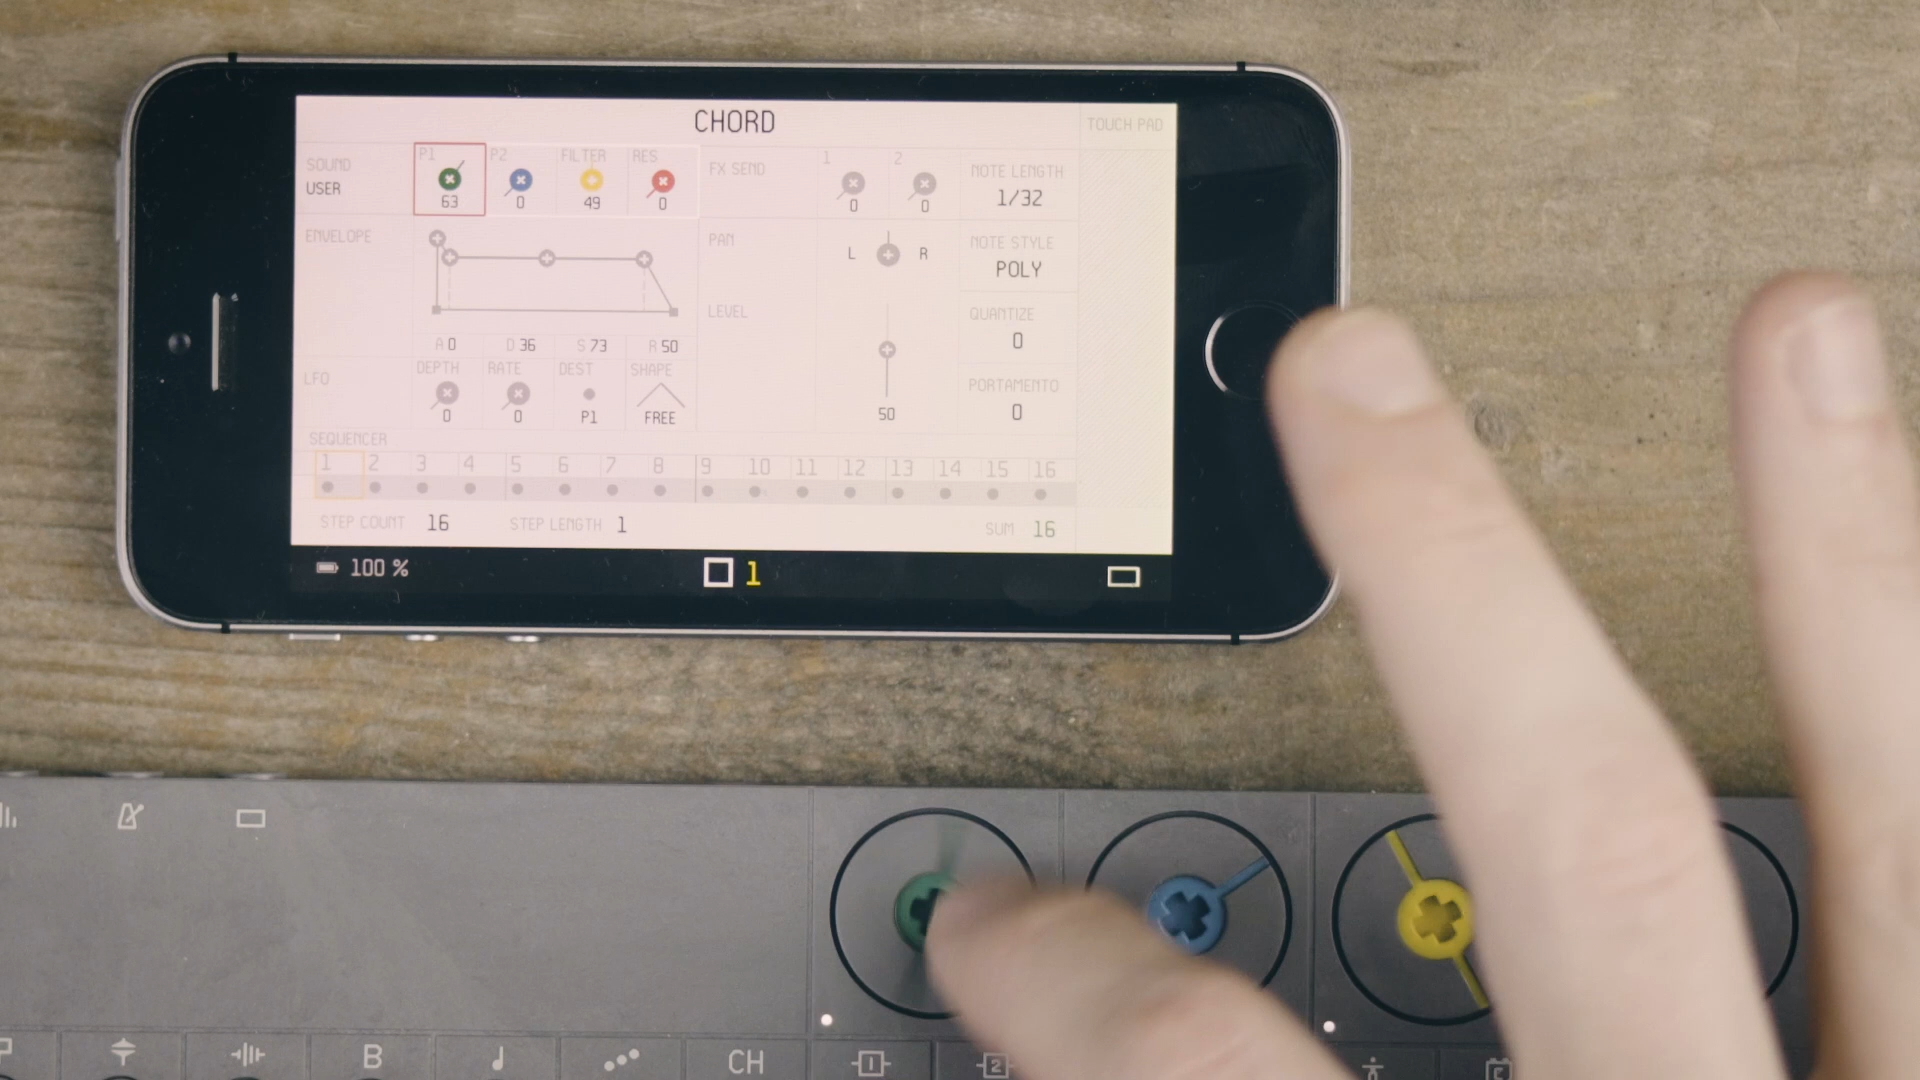 CHORD
TOUCH PAD
SOUND
USER
P1 P2 FILTER RES
63 0 49 0
FX SEND
1 2
0 0
NOTE LENGTH
1/32
ENVELOPE
A 0 D 36 S 73 R 50
PAN
L R
NOTE STYLE
POLY
LEVEL
50
QUANTIZE
0
PORTAMENTO
0
LFO
DEPTH RATE DEST SHAPE
0 0 P1 FREE
SEQUENCER
1 2 3 4 5 6 7 8 9 10 11 12 13 14 15 16
STEP COUNT 16 STEP LENGTH 1 SUM 16
100 % 1
B CH 1 2